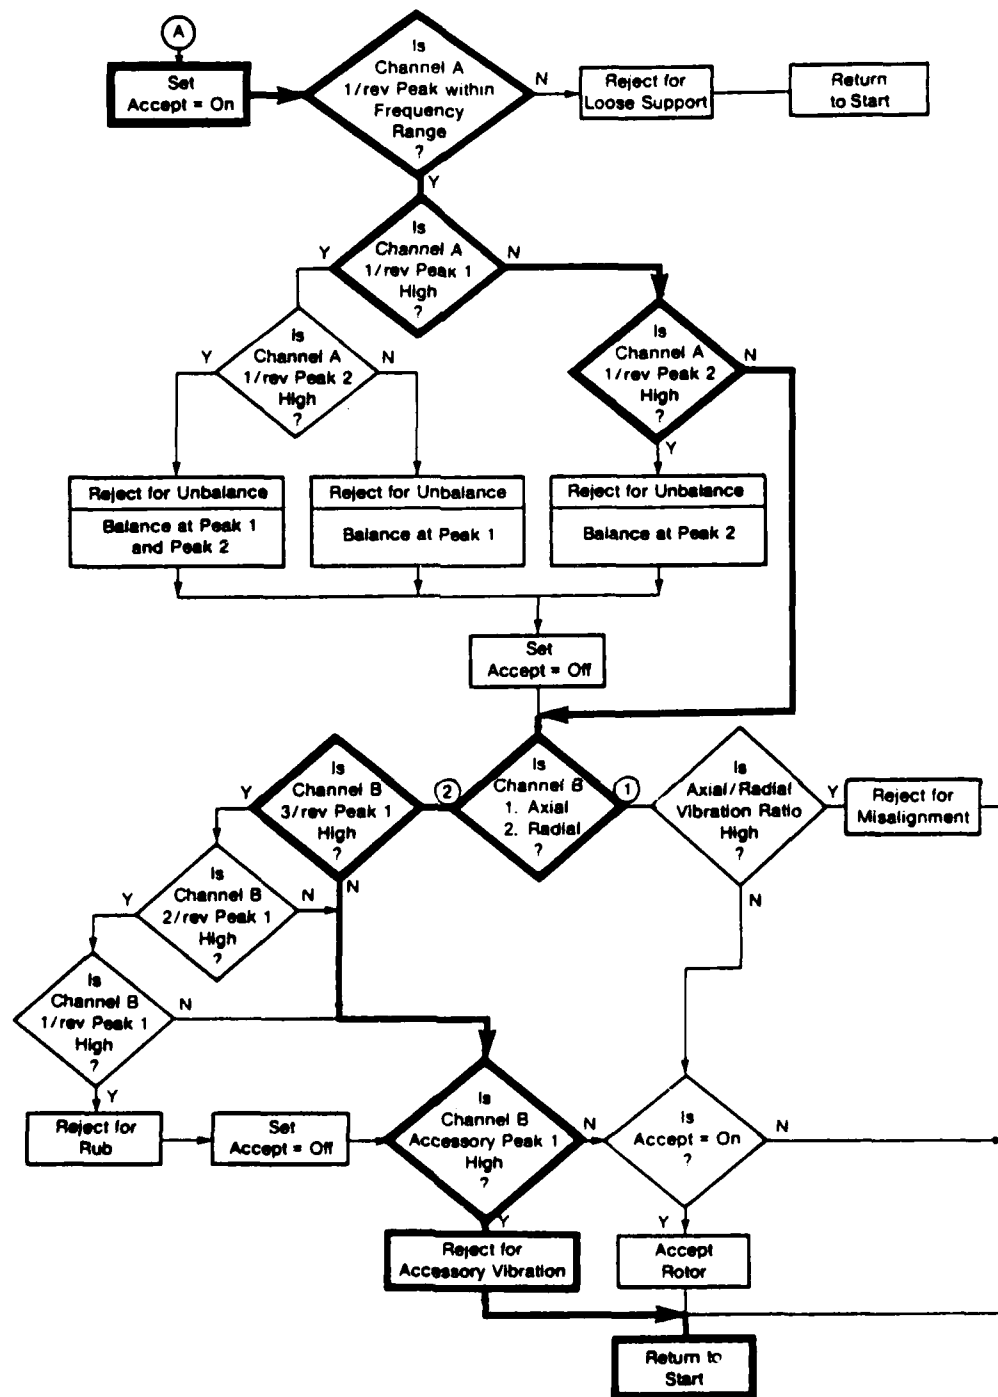 A
Set
Accept = On
Is
Channel A
1/rev Peak within
Frequency
Range
?
N
Reject for
Loose Support
Return
to Start
Y
Is
Channel A
1/rev Peak 1
High
?
Y
N
Is
Channel A
1/rev Peak 2
High
?
Y
N
Is
Channel A
1/rev Peak 2
High
?
N
Y
Reject for Unbalance
Balance at Peak 1
and Peak 2
Reject for Unbalance
Balance at Peak 1
Reject for Unbalance
Balance at Peak 2
Set
Accept = Off
Is
Channel B
1. Axial
2. Radial
?
2
1
Is
Channel B
3/rev Peak 1
High
?
Y
N
Is
Axial/Radial
Vibration Ratio
High
?
Y
N
Reject for
Misalignment
Is
Channel B
2/rev Peak 1
High
?
Y
N
Is
Channel B
1/rev Peak 1
High
?
N
Y
Reject for
Rub
Set
Accept = Off
Is
Channel B
Accessory Peak 1
High
?
N
Y
Is
Accept = On
?
N
Y
Reject for
Accessory Vibration
Accept
Rotor
Return to
Start